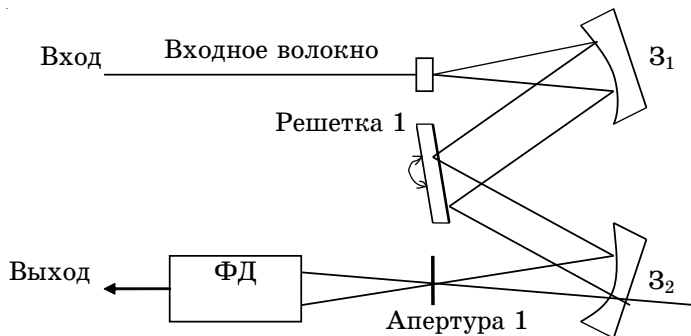 Входное волокно
Вход
З₁
Решетка 1
Выход
ФД
З₂
Апертура 1